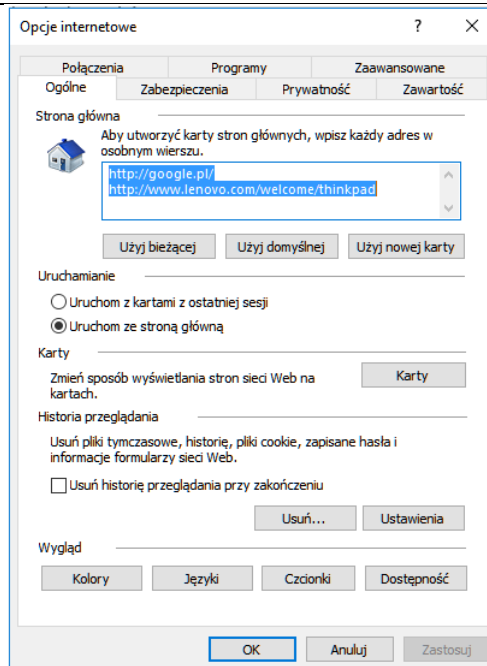 Opcje internetowe
Połączenia Programy Zaawansowane
Ogólne Zabezpieczenia Prywatność Zawartość
Strona główna
Aby utworzyć karty stron głównych, wpisz każdy adres w
osobnym wierszu.
http://google.pl/
http://www.lenovo.com/welcome/thinkpad
Użyj bieżącej Użyj domyślnej Użyj nowej karty
Uruchamianie
Uruchom z kartami z ostatniej sesji
Uruchom ze stroną główną
Karty
Zmień sposób wyświetlania stron sieci Web na
kartach.
Karty
Historia przeglądania
Usuń pliki tymczasowe, historię, pliki cookie, zapisane hasła i
informacje formularzy sieci Web.
Usuń historię przeglądania przy zakończeniu
Usuń... Ustawienia
Wygląd
Kolory Języki Czcionki Dostępność
OK Anuluj Zastosuj